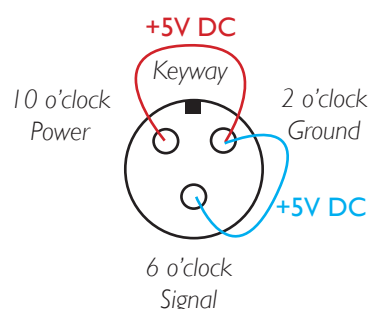 +5V DC
Keyway
10 o'clock
Power
2 o'clock
Ground
+5V DC
6 o'clock
Signal